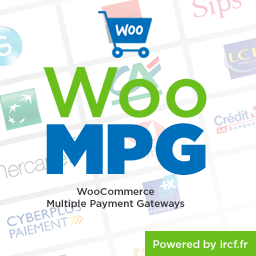 Sips
WOO
LCL
Woo
MPG
Crédit
WooCommerce
Multiple Payment Gateways
CYBERPLUS
PAIEMENT
Powered by ircf.fr